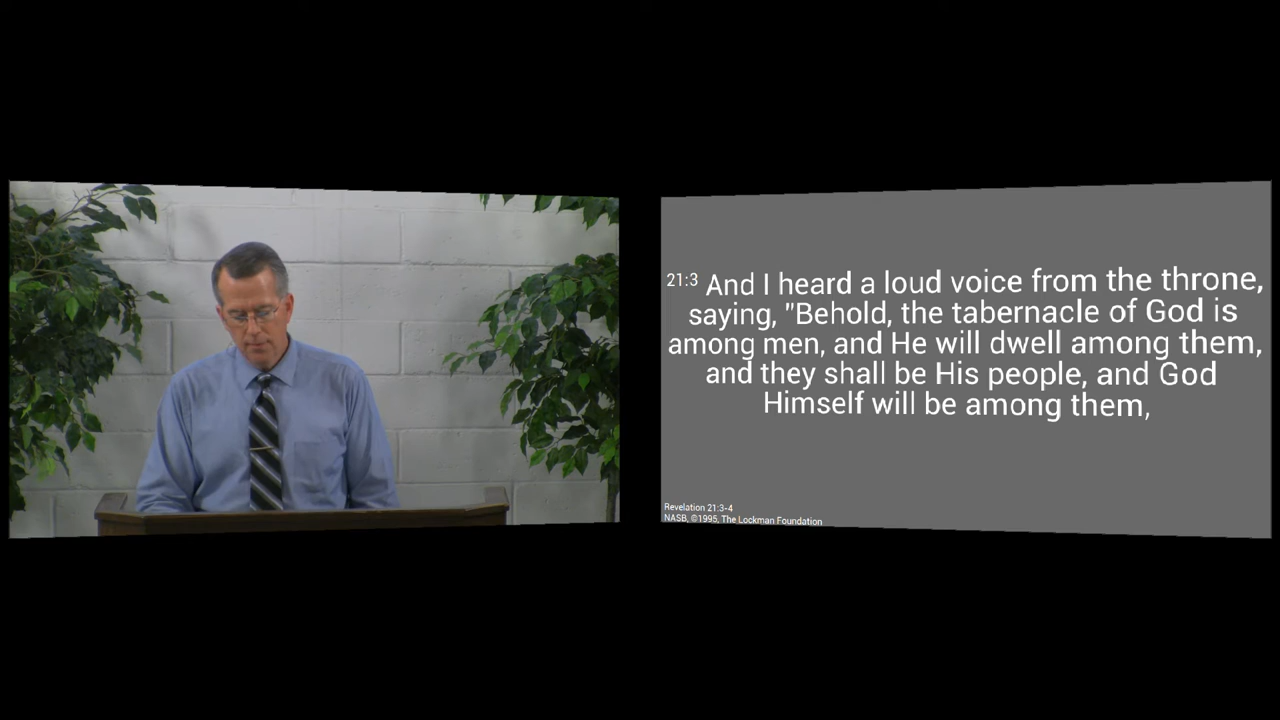 21:3 And I heard a loud voice from the throne,
saying, "Behold, the tabernacle of God is
among men, and He will dwell among them,
and they shall be His people, and God
Himself will be among them,
Revelation 21:3-4
NASB, ©1995, The Lockman Foundation